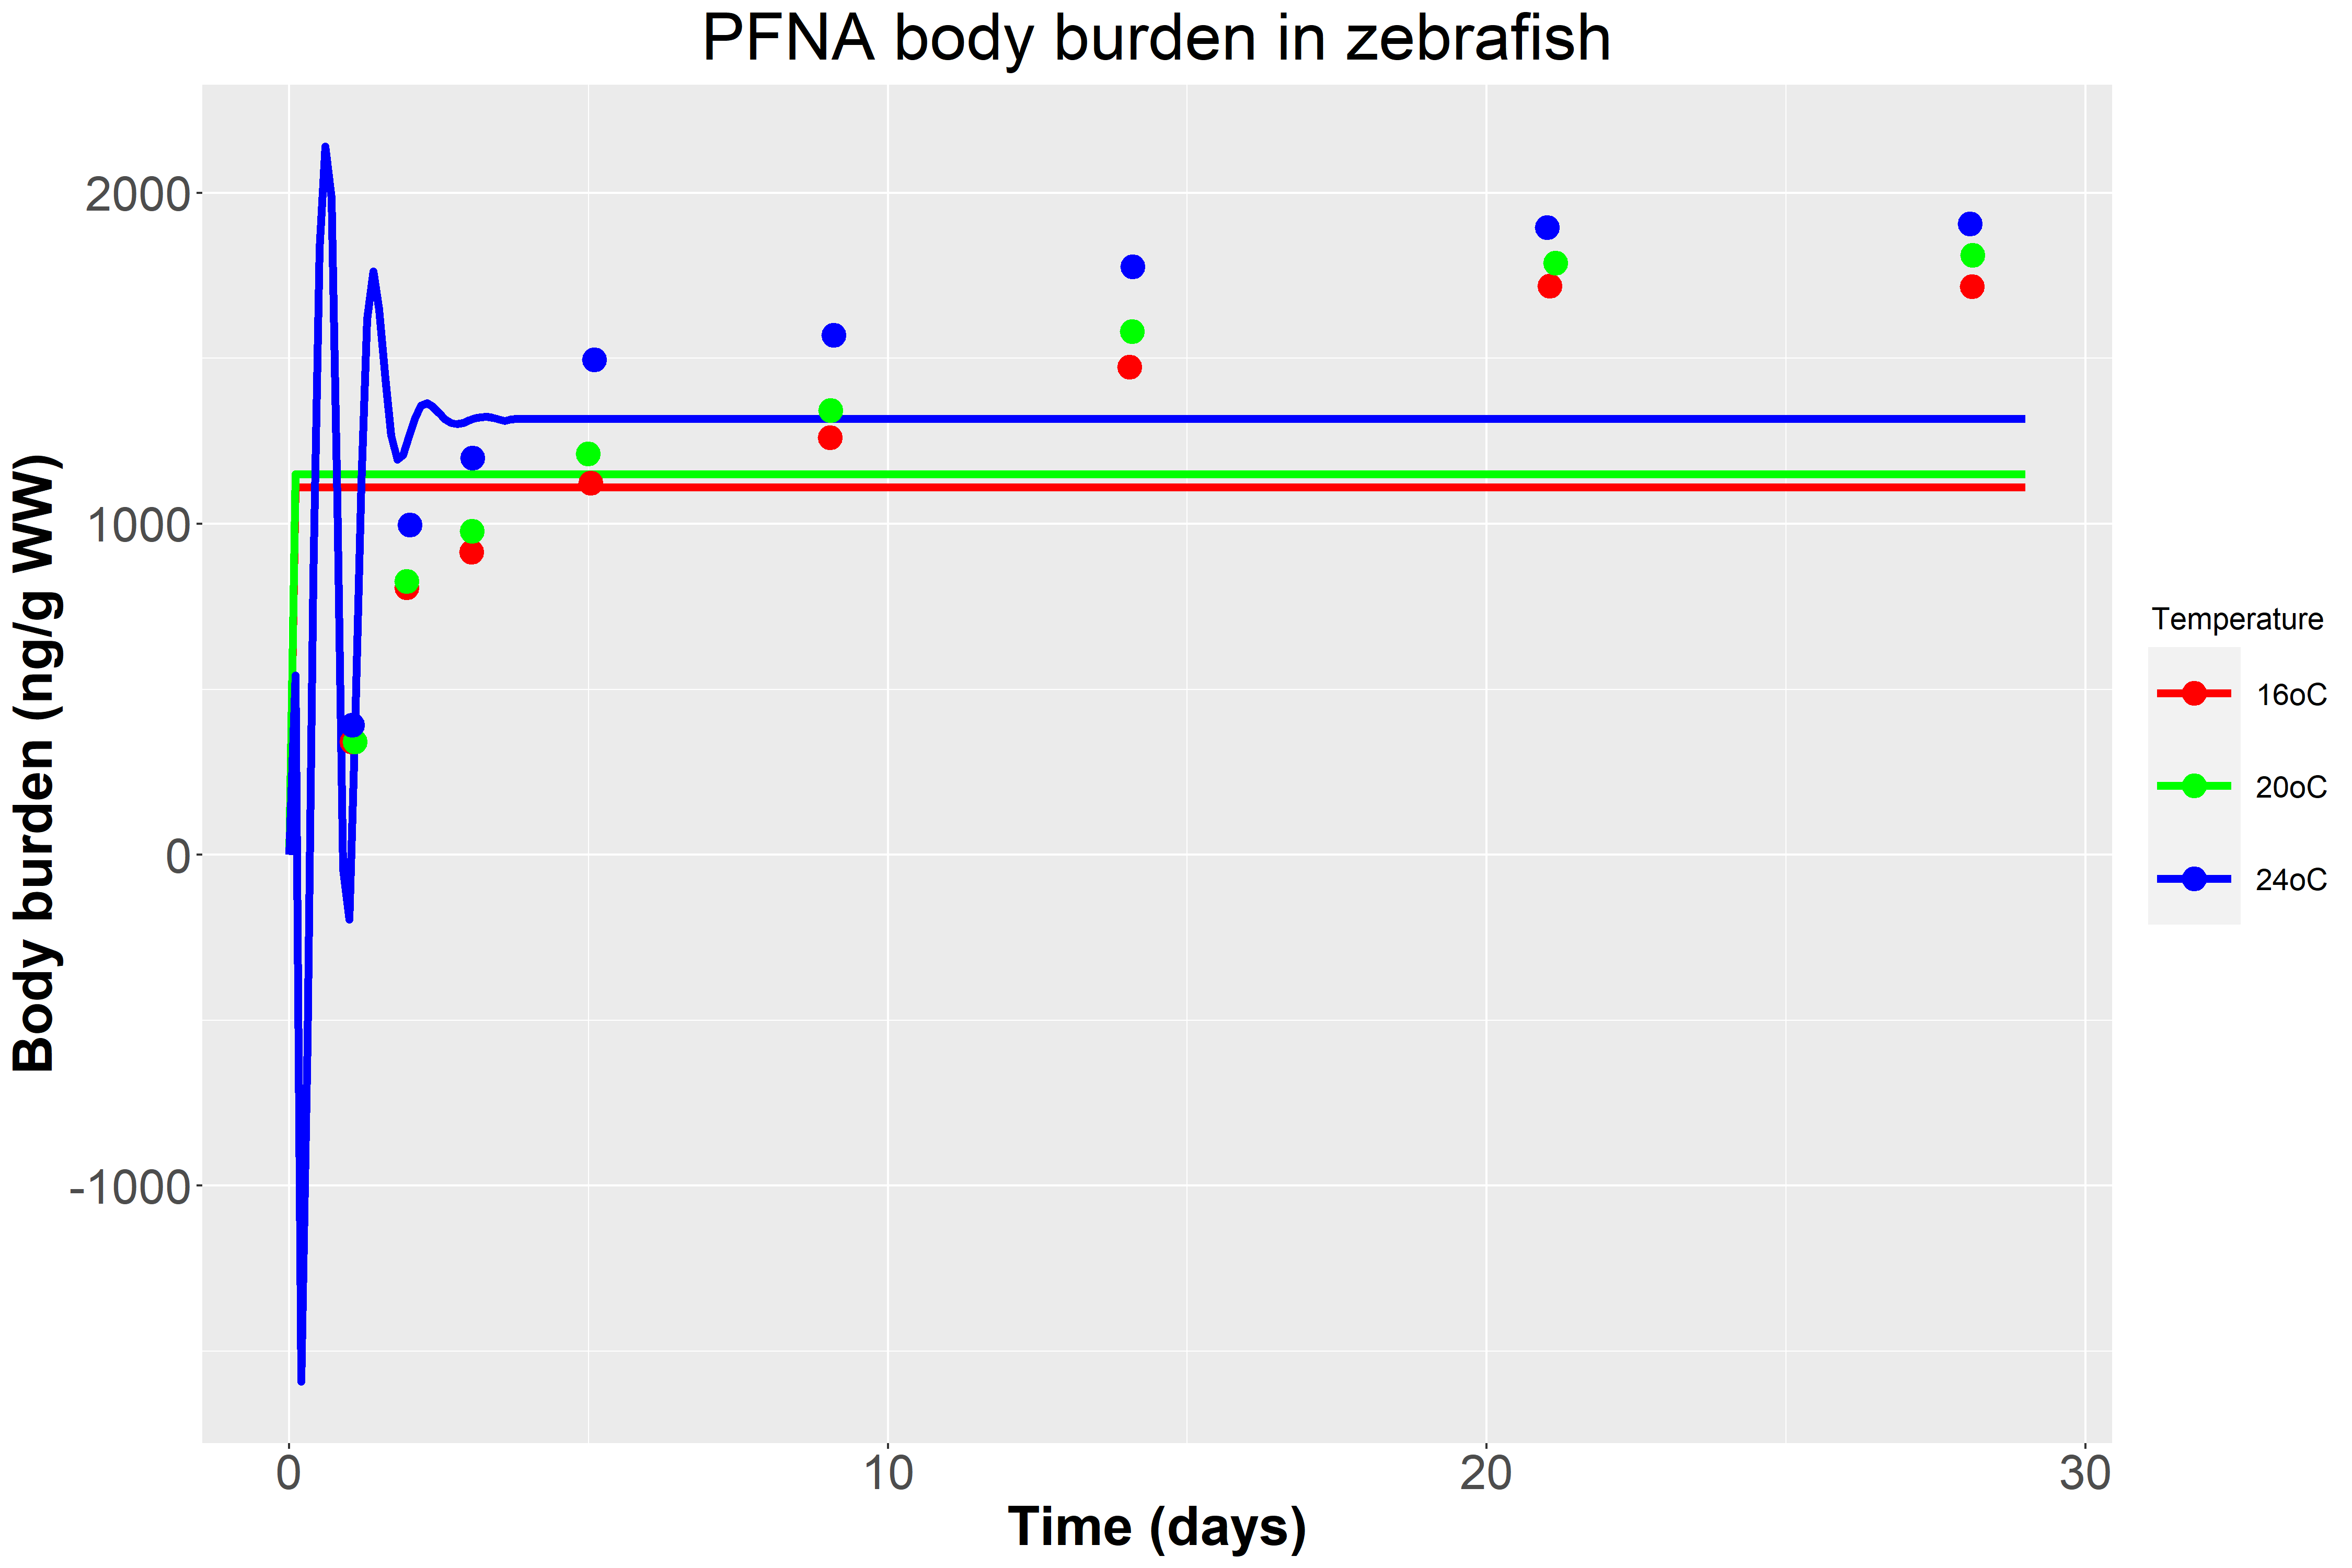 PFNA body burden in zebrafish
Body burden (ng/g WW)
2000
1000
0
-1000
0
10
20
30
Time (days)
Temperature
16oC
20oC
24oC